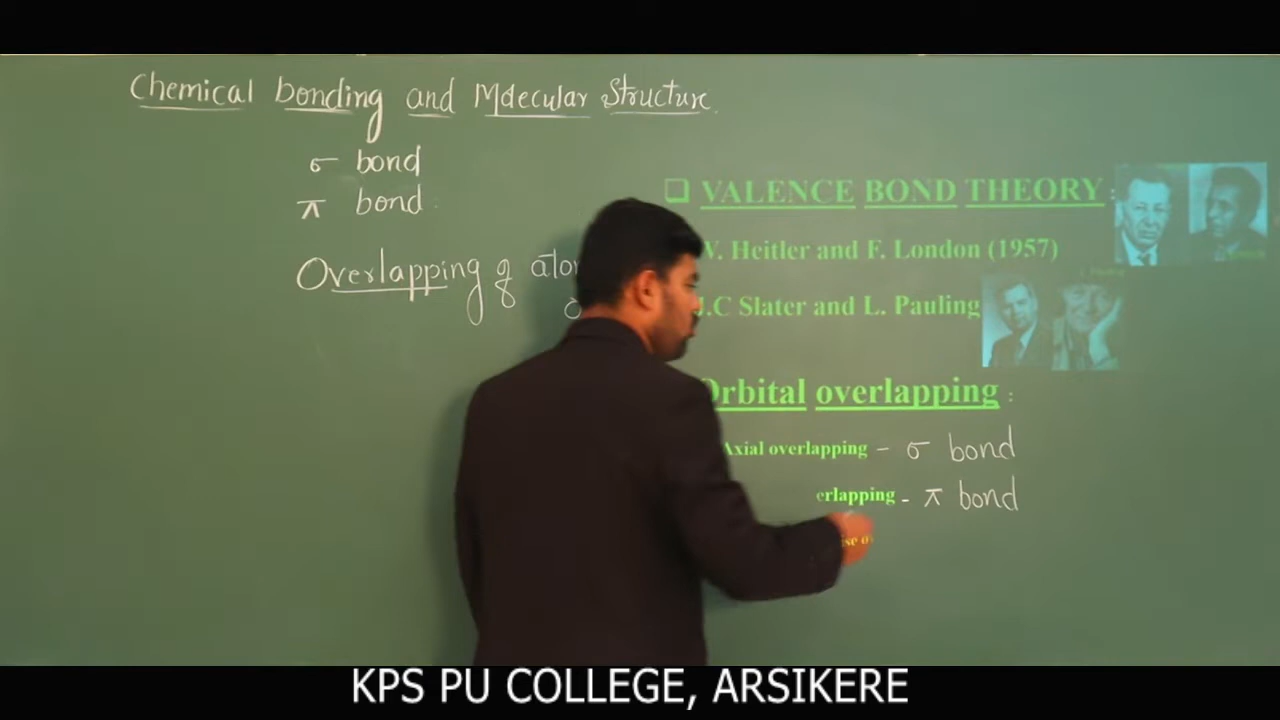 Chemical bonding and Molecular Structure.
σ bond
π bond
Overlapping of
VALENCE BOND THEORY :
W. Heitler and F. London (1957)
J.C Slater and L. Pauling
Orbital overlapping :
Axial overlapping - σ bond
erlapping - π bond
KPS PU COLLEGE, ARSIKERE